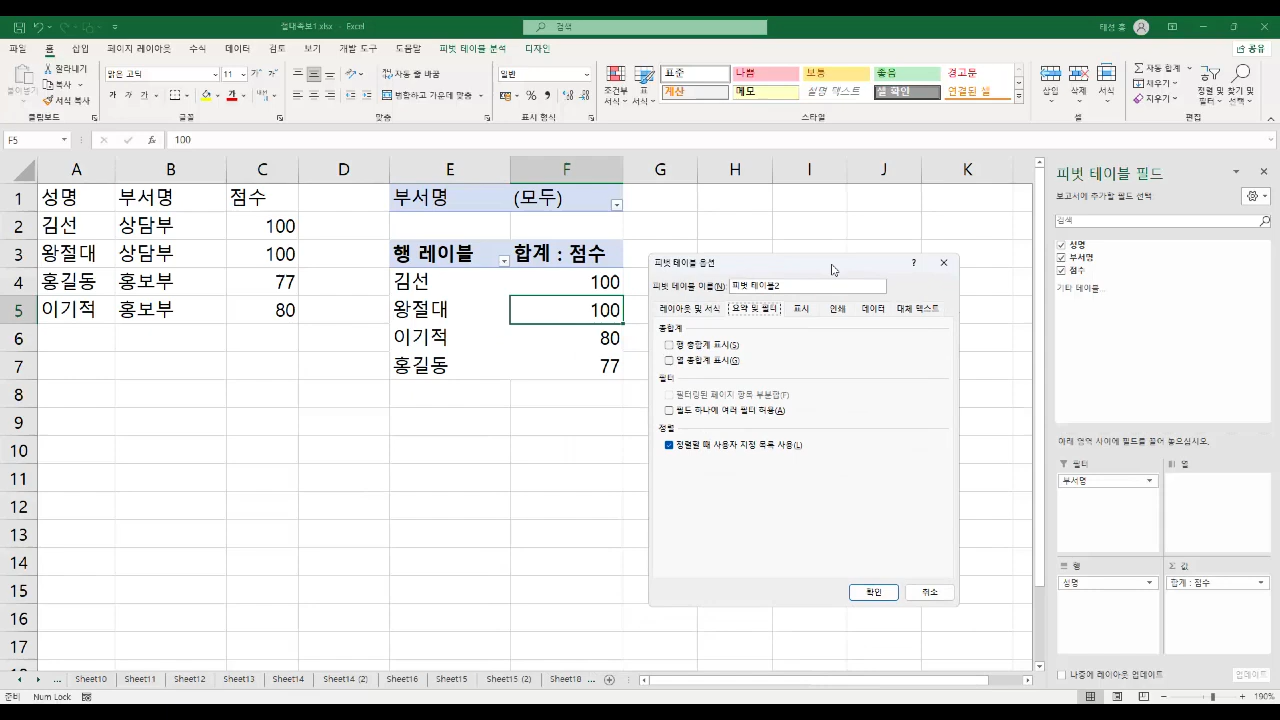 절대족보1.xlsx - Excel
검색
태성 홍
파일 홈 삽입 페이지 레이아웃 수식 데이터 검토 보기 개발 도구 도움말 피벗 테이블 분석 디자인 공유
붙여넣기 잘라내기 복사 서식 복사
맑은 고딕 11
가 가 가
자동 줄 바꿈
병합하고 가운데 맞춤
일반
조건부 서식 표 서식
표준 나쁨 보통 좋음 경고문
계산 메모 설명 텍스트 셀 확인 연결된 셀
삽입 삭제 서식
자동 합계 채우기 지우기
정렬 및 필터 찾기 및 선택
클립보드 글꼴 맞춤 표시 형식 스타일 셀 편집
F5 fx 100
A B C D E F G H I J K
1 성명 부서명 점수 부서명 (모두)
2 김선 상담부 100
3 왕절대 상담부 100 행 레이블 합계 : 점수
4 홍길동 홍보부 77 김선 100
5 이기적 홍보부 80 왕절대 100
6 이기적 80
7 홍길동 77
8
9
10
11
12
13
14
15
16
17
피벗 테이블 옵션 ?
피벗 테이블 이름(N): 피벗 테이블2
레이아웃 및 서식 요약 및 필터 표시 인쇄 데이터 대체 텍스트
총합계
행 총합계 표시(S)
열 총합계 표시(G)
필터
필터링된 페이지 항목 부분합(F)
필드 하나에 여러 필터 허용(A)
정렬
정렬할 때 사용자 지정 목록 사용(L)
확인 취소
피벗 테이블 필드
보고서에 추가할 필드 선택:
검색
성명
부서명
점수
기타 테이블...
아래 영역 사이에 필드를 끌어 놓으십시오.
필터 열
부서명
행 Σ 값
성명 합계 : 점수
나중에 레이아웃 업데이트 업데이트
... Sheet10 Sheet11 Sheet12 Sheet13 Sheet14 Sheet14 (2) Sheet16 Sheet15 Sheet15 (2) Sheet18 ...
준비 Num Lock 190%